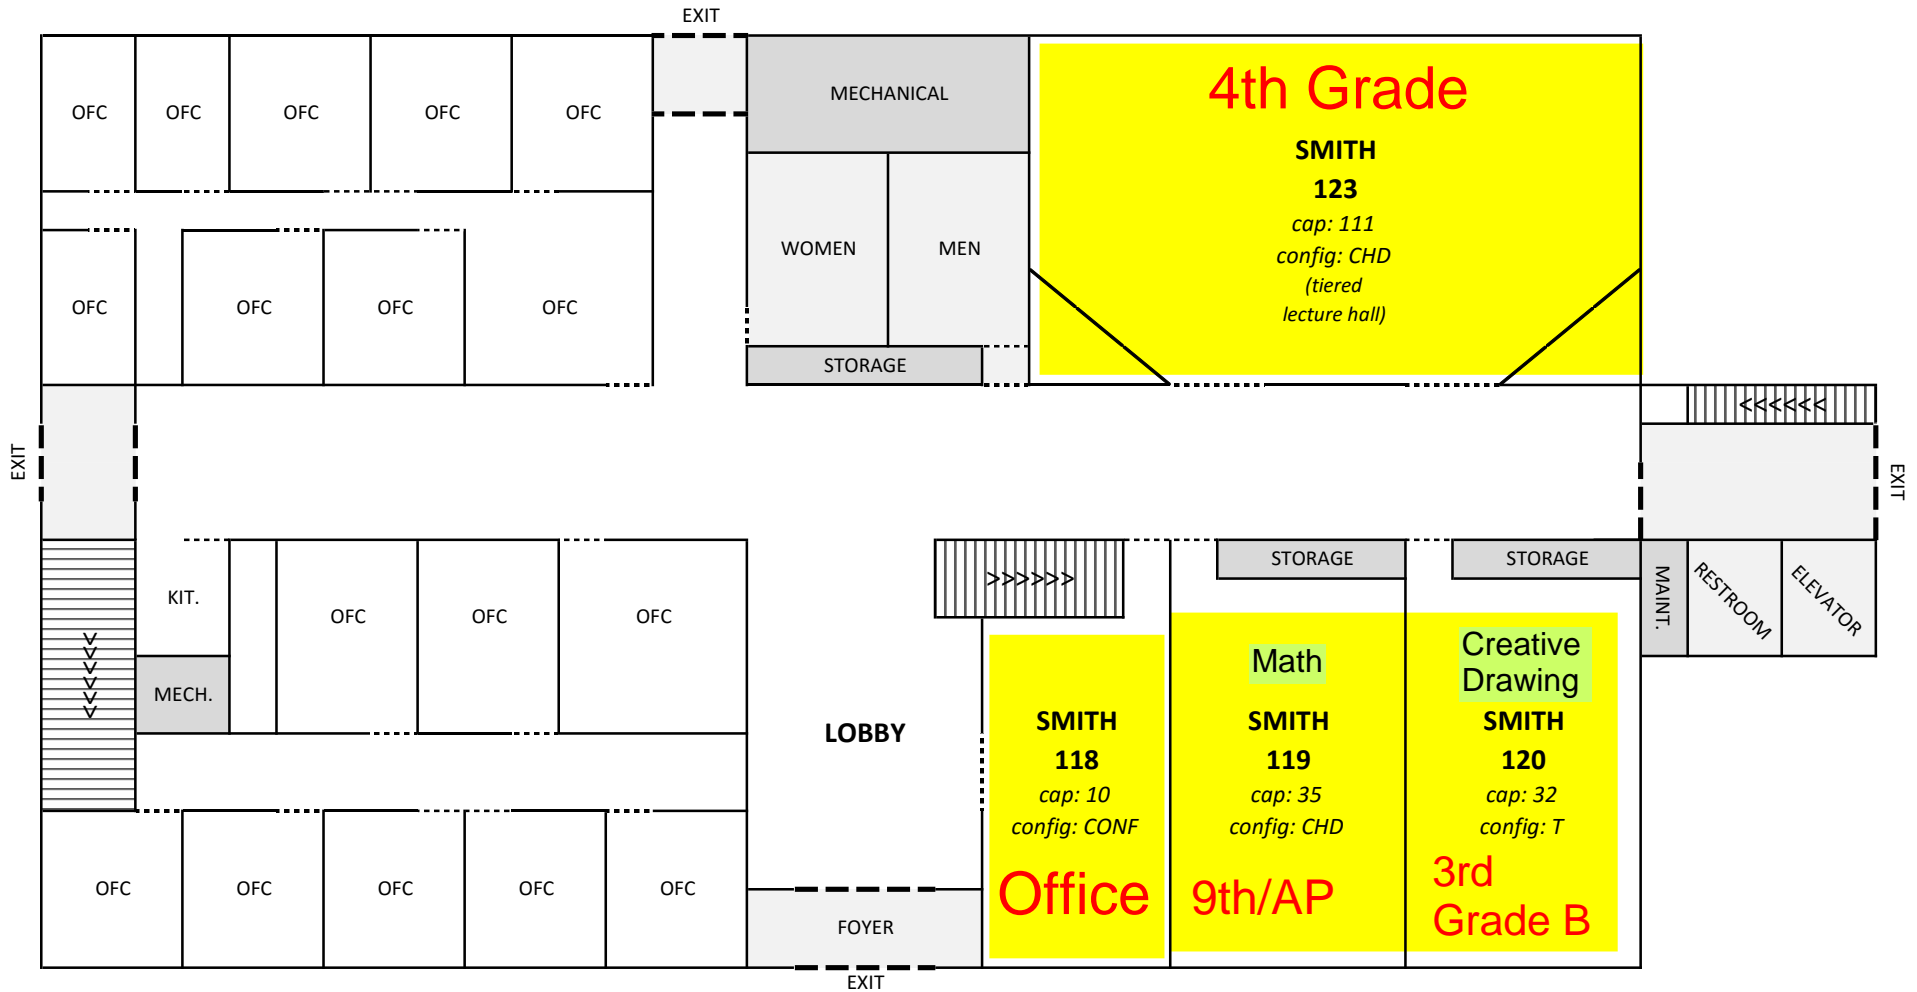 EXIT
OFC
OFC
OFC
OFC
OFC
MECHANICAL
4th Grade
SMITH
123
cap: 111
config: CHD
(tiered
lecture hall)
WOMEN
MEN
OFC
OFC
OFC
OFC
STORAGE
<<<<<<
EXIT
EXIT
STORAGE
STORAGE
>>>>>>
KIT.
OFC
OFC
OFC
MAINT.
RESTROOM
ELEVATOR
>>>>>>
MECH.
LOBBY
Math
Creative
Drawing
SMITH
118
cap: 10
config: CONF
Office
SMITH
119
cap: 35
config: CHD
9th/AP
SMITH
120
cap: 32
config: T
3rd
Grade B
OFC
OFC
OFC
OFC
OFC
FOYER
EXIT